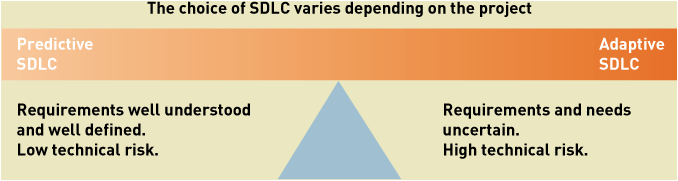 The choice of SDLC varies depending on the project
Predictive
SDLC
Adaptive
SDLC
Requirements well understood
and well defined.
Low technical risk.
Requirements and needs
uncertain.
High technical risk.